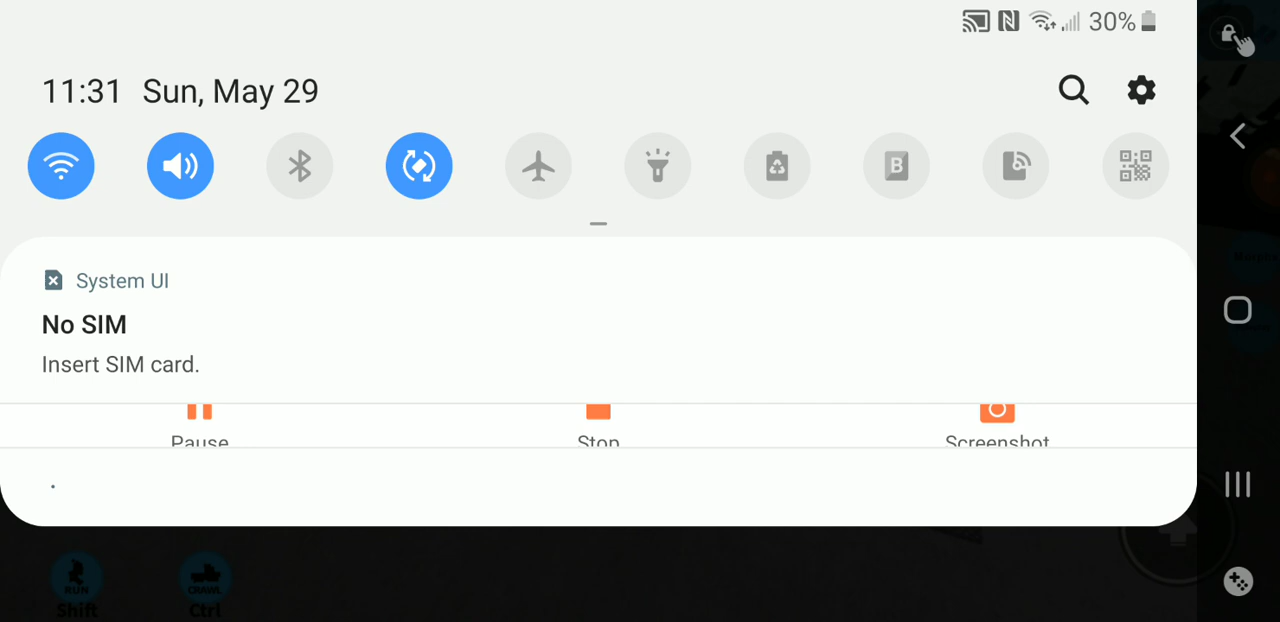 30%
11:31 Sun, May 29
B
System UI
No SIM
Insert SIM card.
Pause Stop Screenshot
.
RUN CRAWL
Shift Ctrl